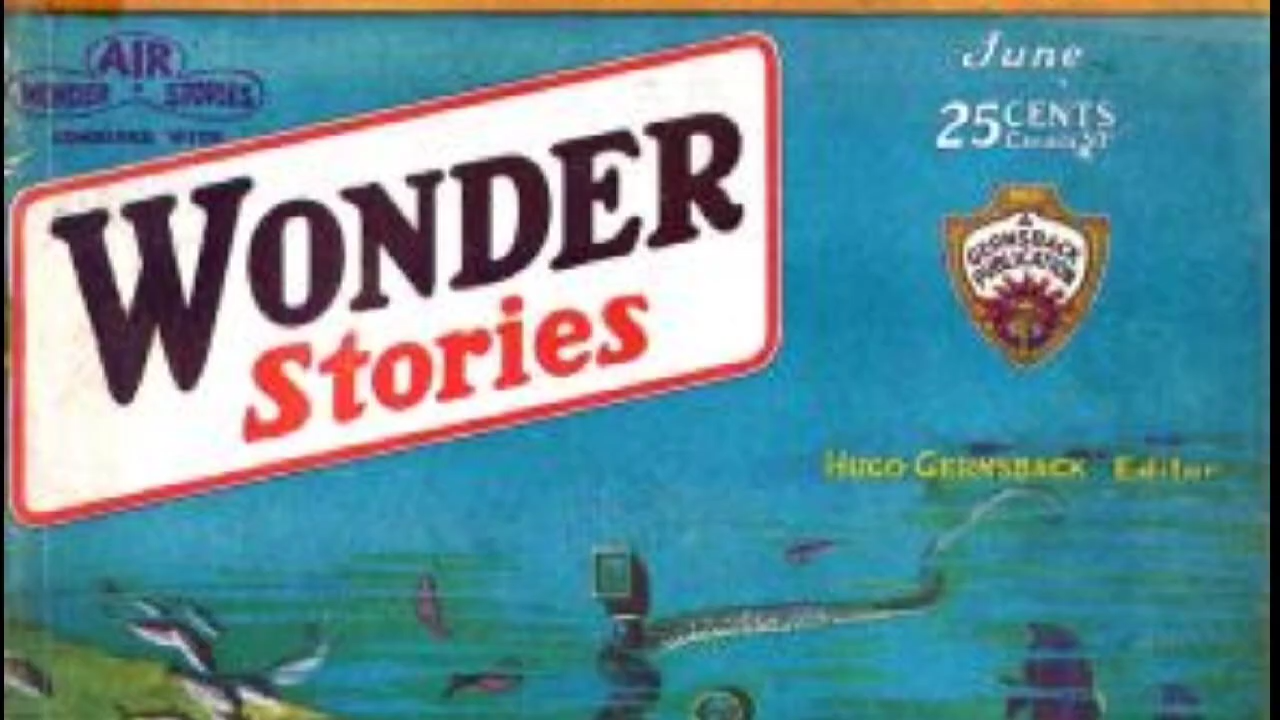 AIR
WONDER STORIES
COMBINED WITH
WONDER
Stories
June
25 CENTS
A
GERNSBACK
PUBLICATION
HUGO GERNSBACK Editor